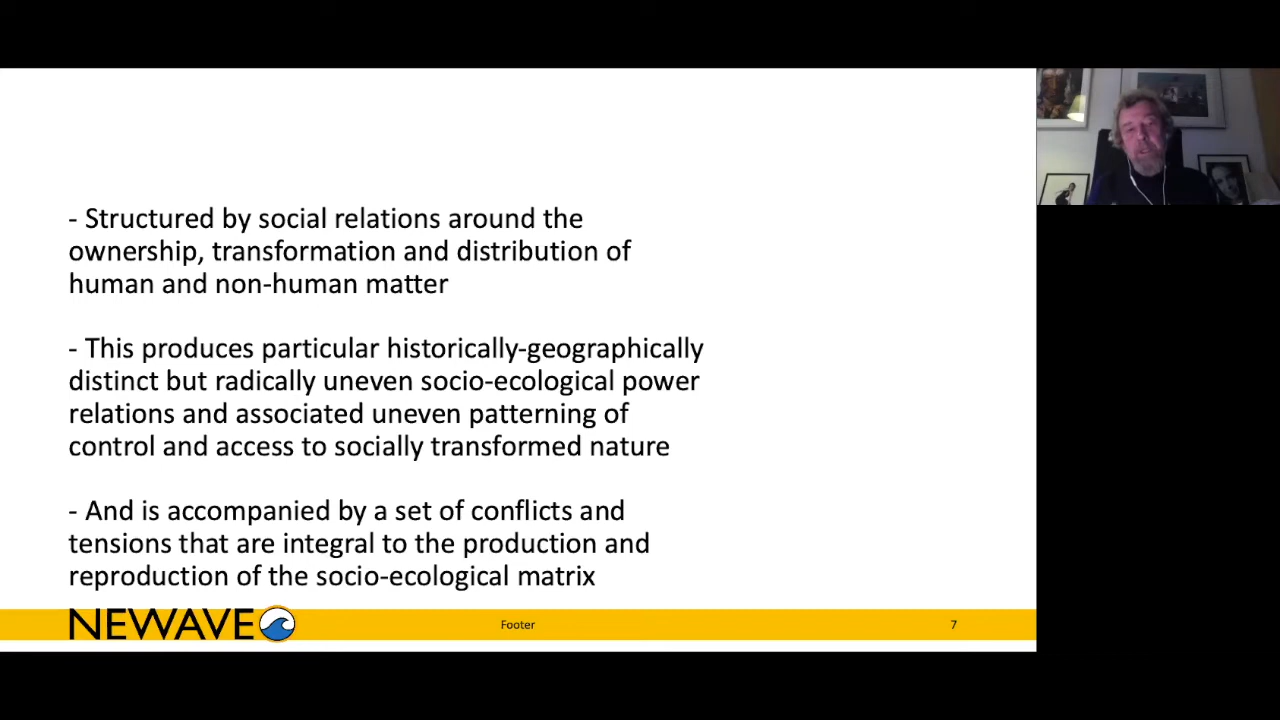 - Structured by social relations around the
ownership, transformation and distribution of
human and non-human matter
- This produces particular historically-geographically
distinct but radically uneven socio-ecological power
relations and associated uneven patterning of
control and access to socially transformed nature
- And is accompanied by a set of conflicts and
tensions that are integral to the production and
reproduction of the socio-ecological matrix
NEWAVE
Footer
7